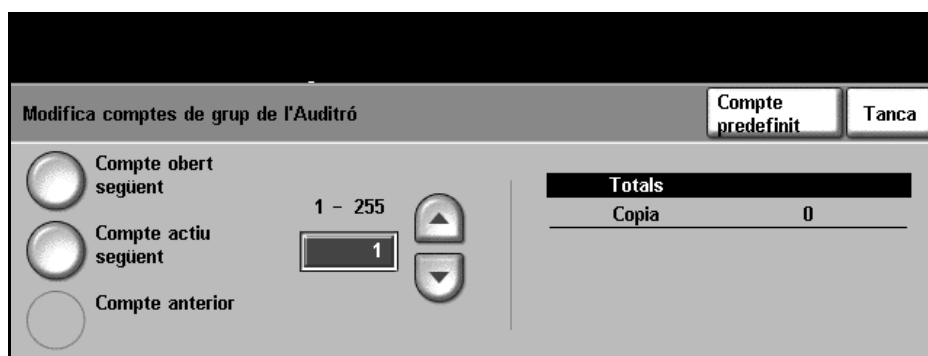 Modifica comptes de grup de l'Auditró
Compte
predefinit
Tanca
Compte obert
següent
Compte actiu
següent
Compte anterior
1 - 255
1
Totals
Copia 0